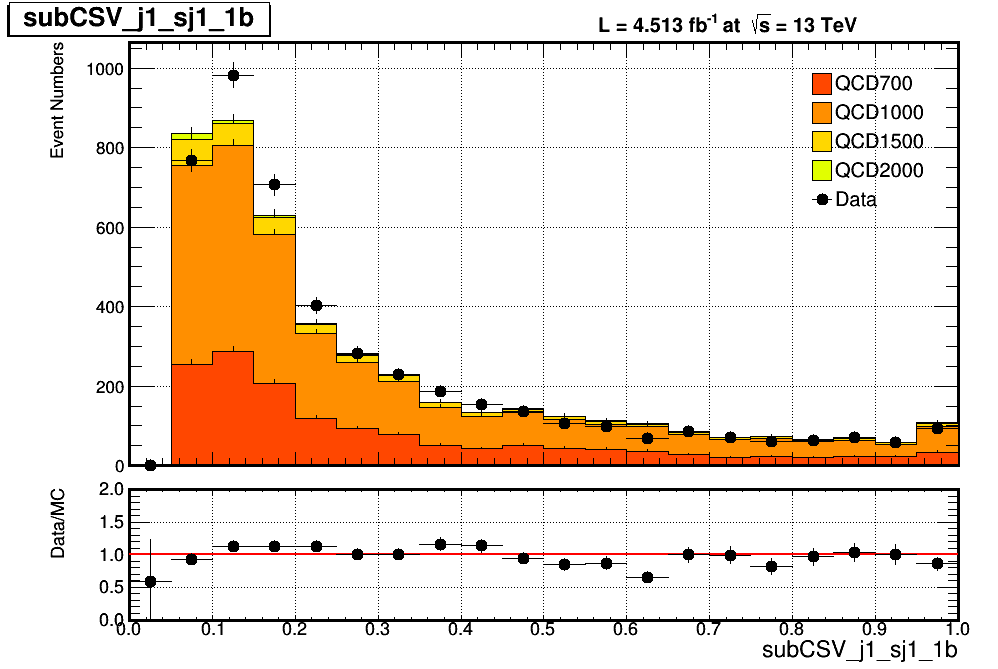 subCSV_j1_sj1_1b
L = 4.513 fb-1 at √s = 13 TeV
Event Numbers
1000
800
600
400
200
0
QCD700
QCD1000
QCD1500
QCD2000
Data
Data/MC
2.0
1.5
1.0
0.5
0.0
0.0 0.1 0.2 0.3 0.4 0.5 0.6 0.7 0.8 0.9 1.0
subCSV_j1_sj1_1b